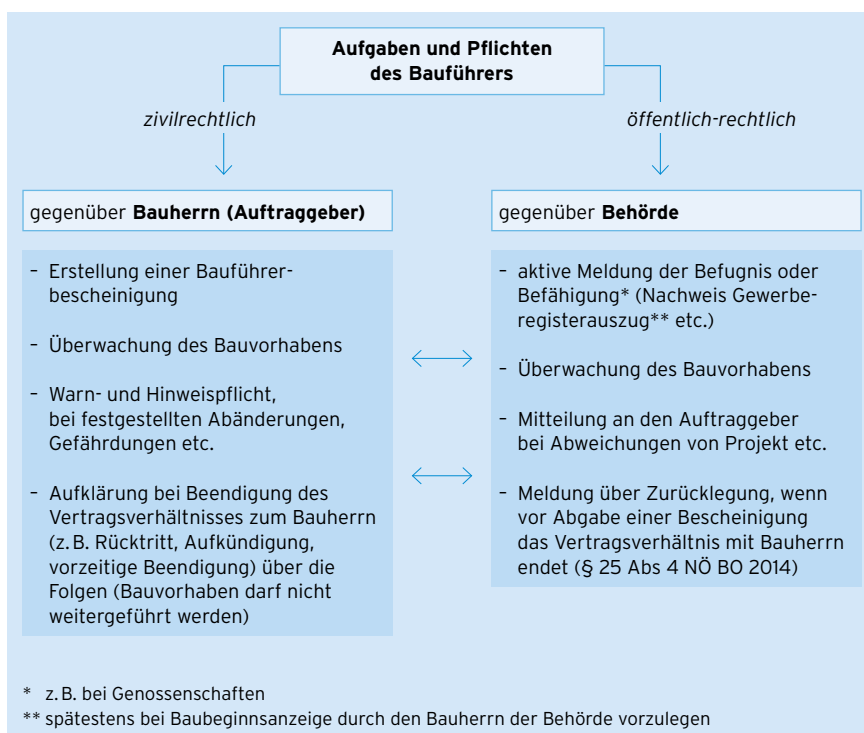 Aufgaben und Pflichten
des Bauführers
zivilrechtlich
öffentlich-rechtlich
gegenüber Bauherrn (Auftraggeber)
– Erstellung einer Bauführer-
bescheinigung
– Überwachung des Bauvorhabens
– Warn- und Hinweispflicht,
bei festgestellten Abänderungen,
Gefährdungen etc.
– Aufklärung bei Beendigung des
Vertragsverhältnisses zum Bauherrn
(z. B. Rücktritt, Aufkündigung,
vorzeitige Beendigung) über die
Folgen (Bauvorhaben darf nicht
weitergeführt werden)
gegenüber Behörde
– aktive Meldung der Befugnis oder
Befähigung* (Nachweis Gewerbe-
registerauszug** etc.)
– Überwachung des Bauvorhabens
– Mitteilung an den Auftraggeber
bei Abweichungen von Projekt etc.
– Meldung über Zurücklegung, wenn
vor Abgabe einer Bescheinigung
das Vertragsverhältnis mit Bauherrn
endet (§ 25 Abs 4 NÖ BO 2014)
* z. B. bei Genossenschaften
** spätestens bei Baubeginnsanzeige durch den Bauherrn der Behörde vorzulegen